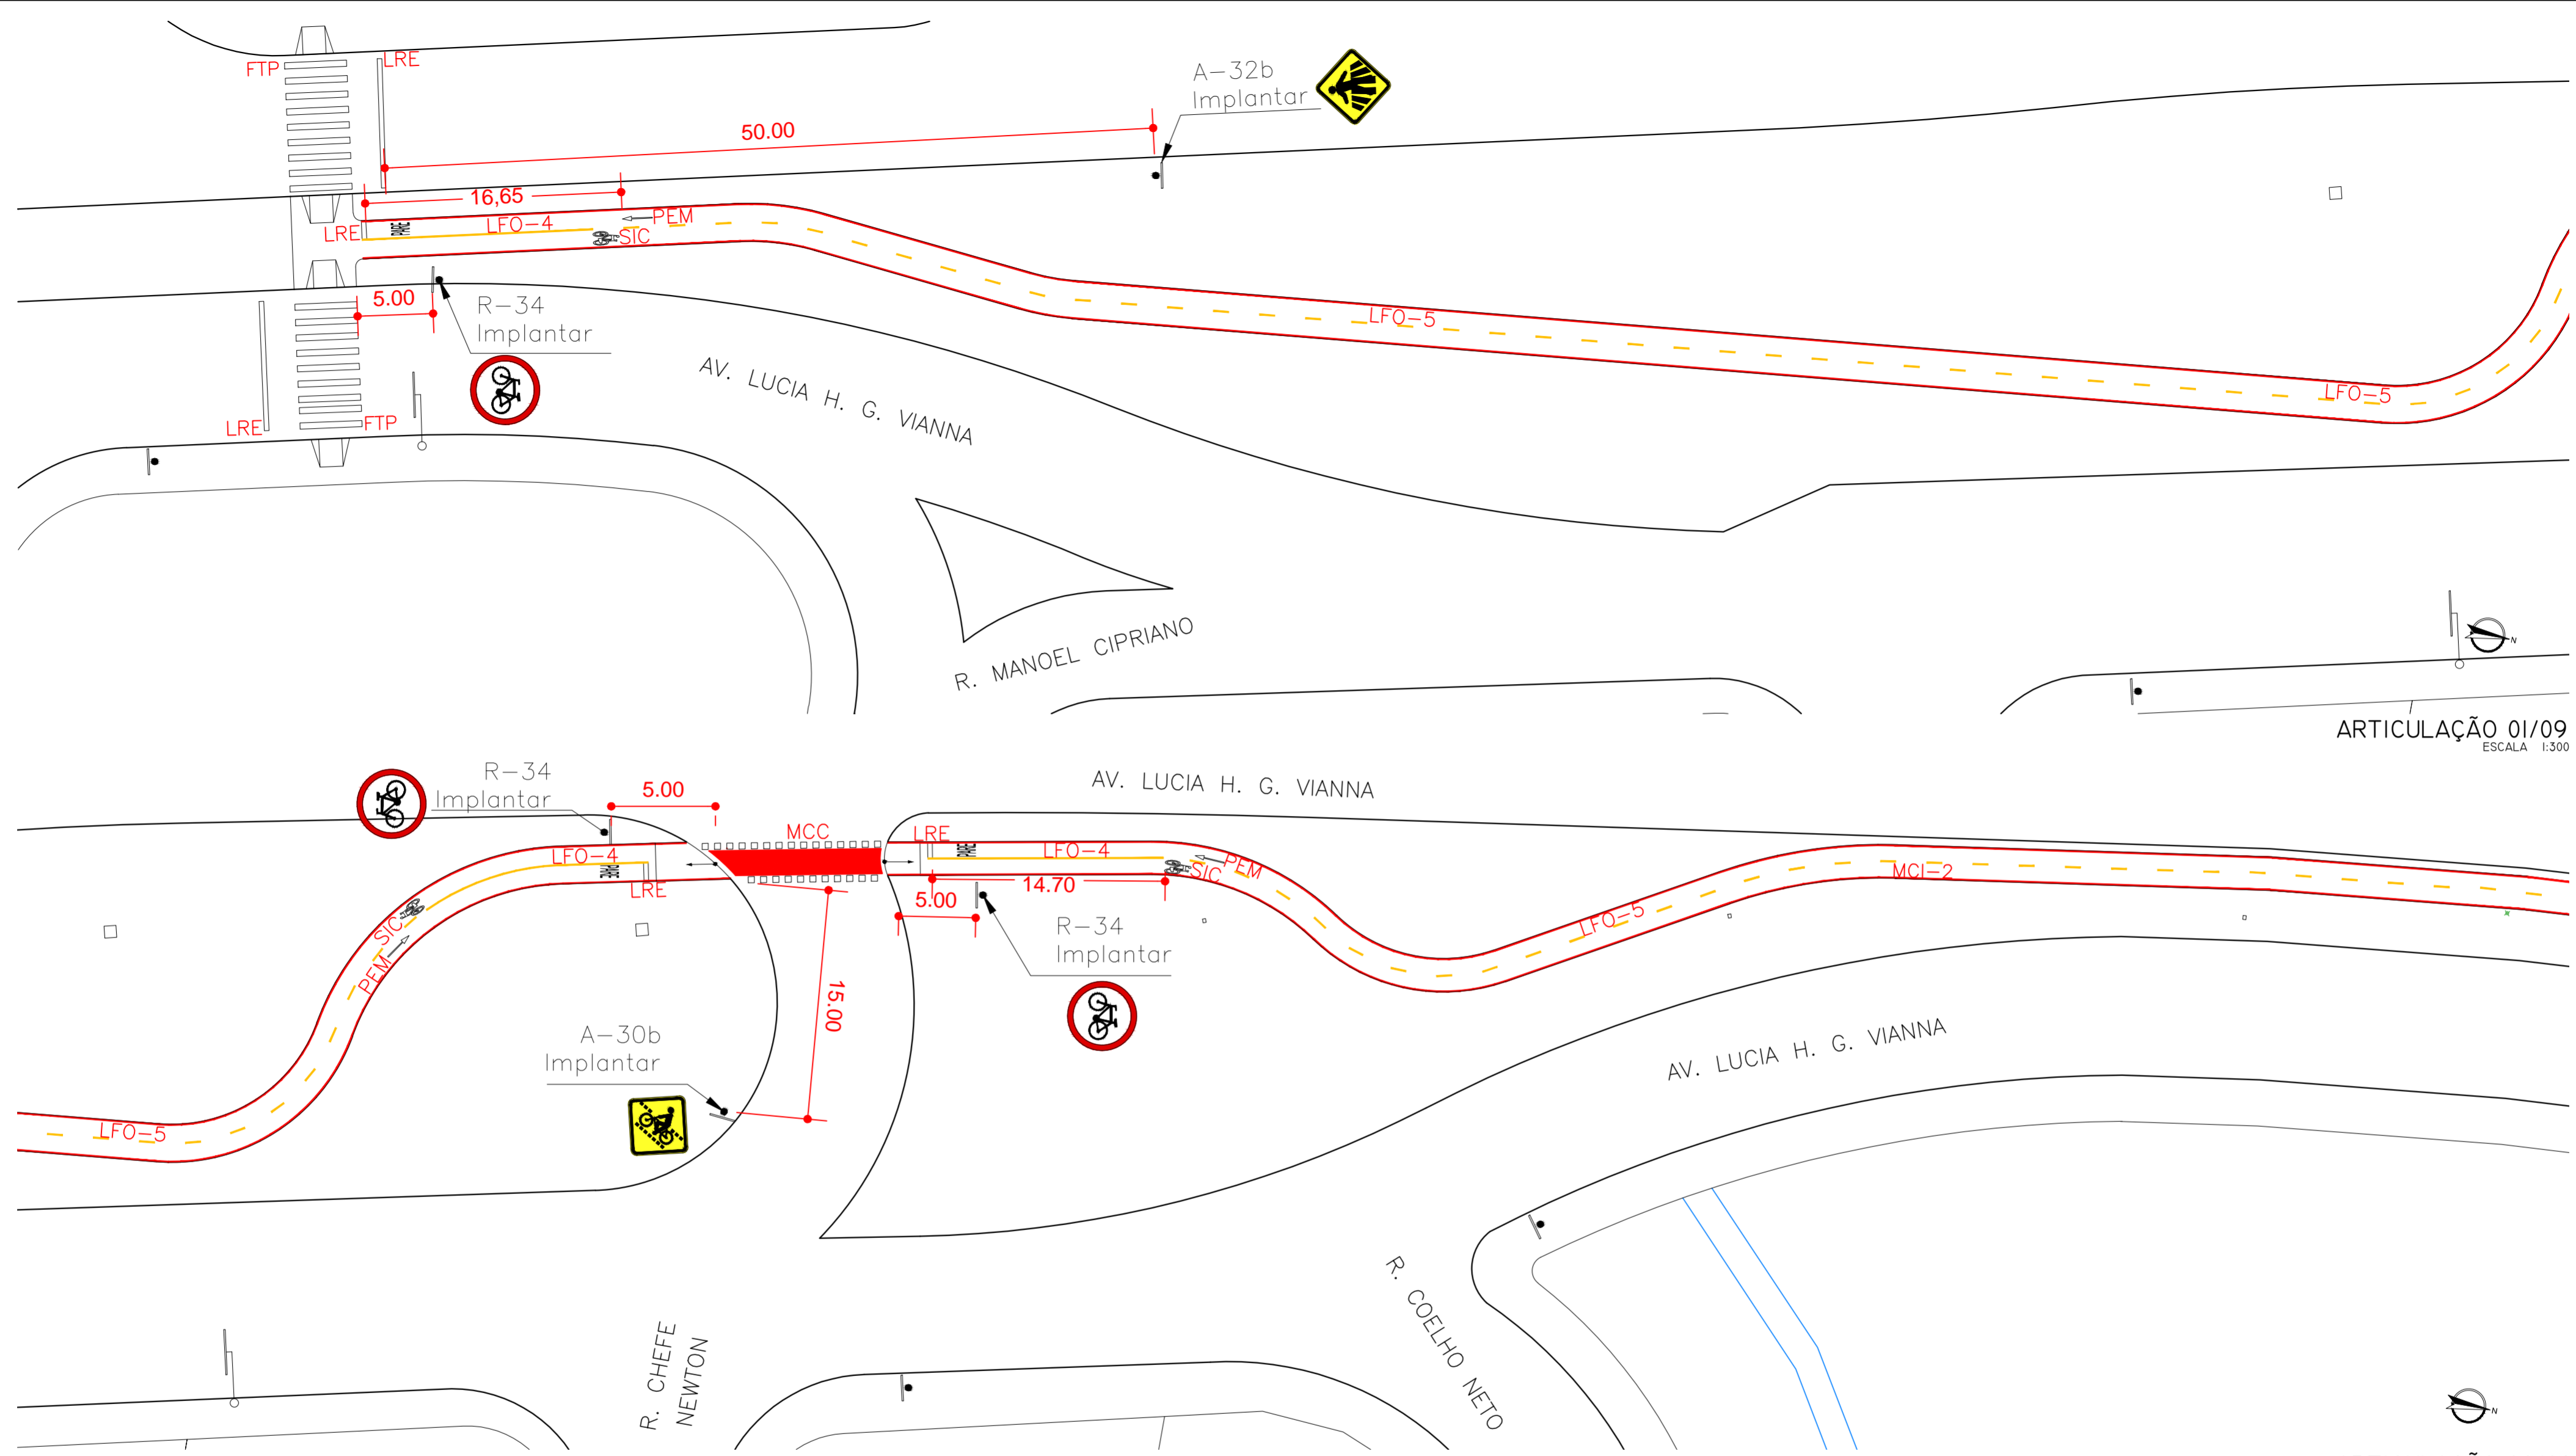 FTP
LRE
A-32b
Implantar
50.00
16,65
PEM
LFO-4
LRE
PARE
SIC
5.00
R-34
Implantar
LFO-5
AV. LUCIA H. G. VIANNA
LFO-5
LRE
FTP
R. MANOEL CIPRIANO
N
ARTICULAÇÃO 01/09
ESCALA 1:300
R-34
Implantar
5.00
AV. LUCIA H. G. VIANNA
MCC
LRE
PARE
LFO-4
LFO-4
PARE
LRE
PEM
SIC
14.70
5.00
MCI-2
SIC
PEM
R-34
Implantar
LFO-5
15.00
A-30b
Implantar
AV. LUCIA H. G. VIANNA
LFO-5
R. COELHO NETO
R. CHEFE
NEWTON
N